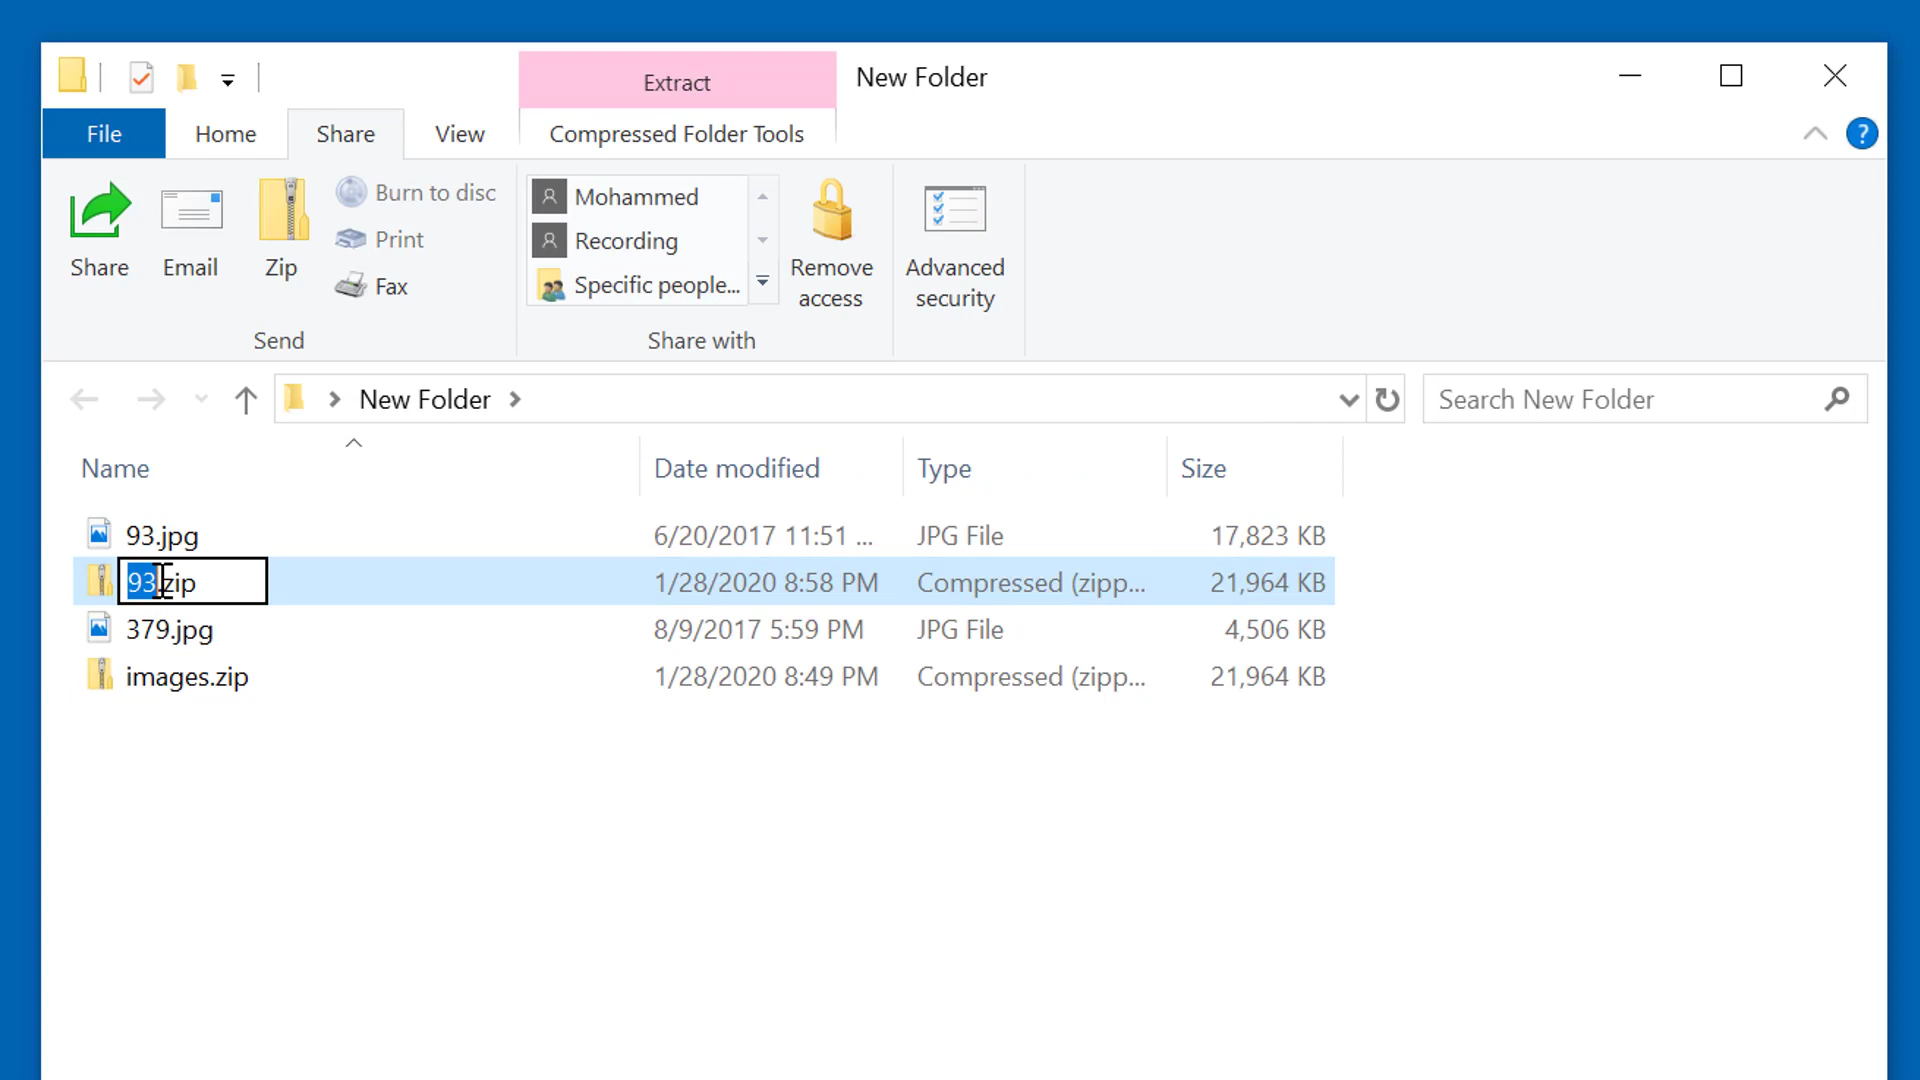 Extract
New Folder
File
Home
Share
View
Compressed Folder Tools
?
Share
Email
Zip
Burn to disc
Print
Fax
Send
Mohammed
Recording
Specific people...
Share with
Remove
access
Advanced
security
New Folder
Search New Folder
Name Date modified Type Size
93.jpg 6/20/2017 11:51 ... JPG File 17,823 KB
93.zip 1/28/2020 8:58 PM Compressed (zipp... 21,964 KB
379.jpg 8/9/2017 5:59 PM JPG File 4,506 KB
images.zip 1/28/2020 8:49 PM Compressed (zipp... 21,964 KB